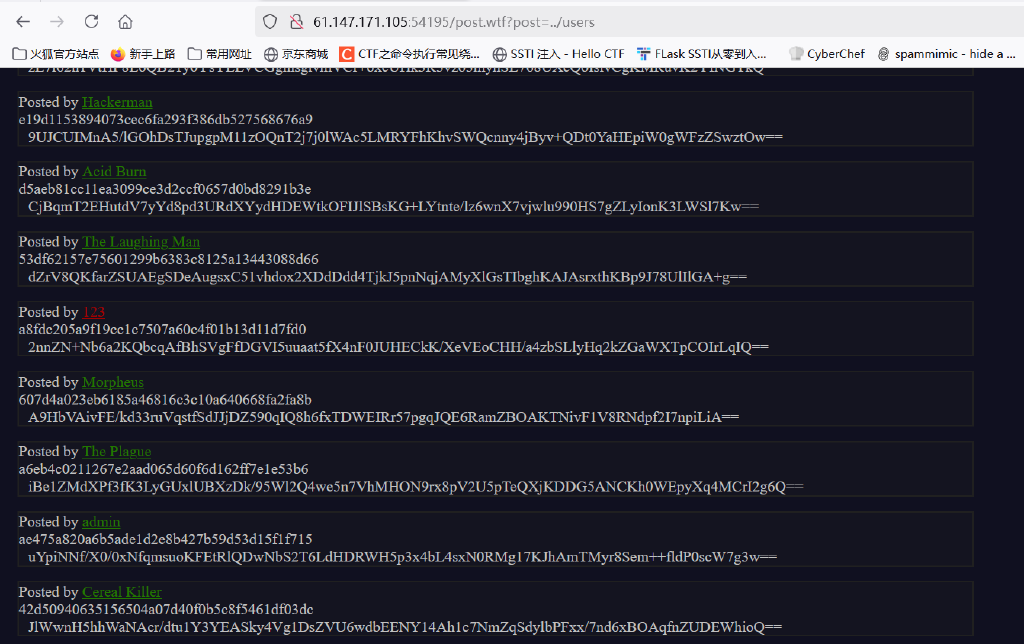 61.147.171.105:54195/post.wtf?post=../users
火狐官方站点 新手上路 常用网址 京东商城 CTF之命令执行常见绕... SSTI 注入 - Hello CTF FLask SSTI从零到入... CyberChef spammimic - hide a ...
Posted by Hackerman
e19d1153894073cec6fa293f386db527568676a9
9UJCUIMnA5/lGOhDsTJupgpM11zOQnT2j7j0lWAc5LMRYFhKhvSWQcnny4jByv+QDt0YaHEpiW0gWFzZSwztOw==
Posted by Acid Burn
d5aeb81cc11ea3099ce3d2ccf0657d0bd8291b3e
CjBqmT2EHutdV7yYd8pd3URdXYydHDEWtkOFIJlSBsKG+LYtnte/lz6wnX7vjwlu990HS7gZLyIonK3LWSl7Kw==
Posted by The Laughing Man
53df62157e75601299b6383c8125a13443088d66
dZrV8QKfarZSUAEgSDeAugsxC51vhdox2XDdDdd4TjkJ5pnNqjAMyXlGsTIbghKAJAsrxthKBp9J78UlIlGA+g==
Posted by 123
a8fdc205a9f19cc1c7507a60c4f01b13d11d7fd0
2nnZN+Nb6a2KQbcqAfBhSVgFfDGVI5uuaat5fX4nF0JUHECkK/XeVEoCHH/a4zbSLlyHq2kZGaWXTpCOIrLqIQ==
Posted by Morpheus
607d4a023eb6185a46816c3c10a640668fa2fa8b
A9HbVAivFE/kd33ruVqstfSdJJjDZ590qIQ8h6fxTDWEIRr57pgqJQE6RamZBOAKTNivF1V8RNdpf2I7npiLiA==
Posted by The Plague
a6eb4c0211267e2aad065d60f6d162ff7e1e53b6
iBe1ZMdXPf3fK3LyGUxlUBXzDk/95Wl2Q4we5n7VhMHON9rx8pV2U5pTeQXjKDDG5ANCKh0WEpyXq4MCrI2g6Q==
Posted by admin
ae475a820a6b5ade1d2e8b427b59d53d15f1f715
uYpiNNf/X0/0xNfqmsuoKFEtRlQDwNbS2T6LdHDRWH5p3x4bL4sxN0RMg17KJhAmTMyr8Sem++fldP0scW7g3w==
Posted by Cereal Killer
42d50940635156504a07d40f0b5c8f5461df03dc
JlWwnH5hhWaNAcr/dtu1Y3YEASky4Vg1DsZVU6wdbEENY14Ah1c7NmZqSdylbPFxx/7nd6xBOAqfnZUDEWhioQ==